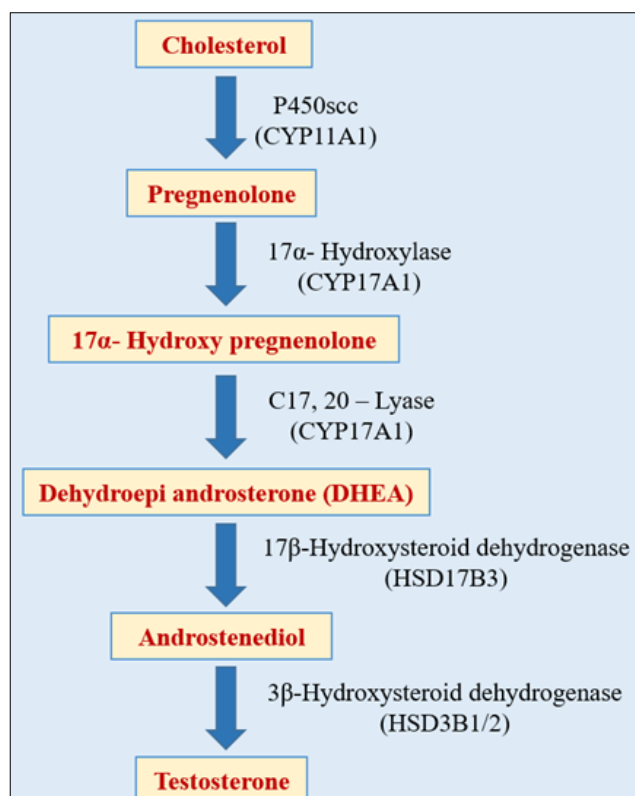 Cholesterol
P450scc
(CYP11A1)
Pregnenolone
17α- Hydroxylase
(CYP17A1)
17α- Hydroxy pregnenolone
C17, 20 – Lyase
(CYP17A1)
Dehydroepi androsterone (DHEA)
17β-Hydroxysteroid dehydrogenase
(HSD17B3)
Androstenediol
3β-Hydroxysteroid dehydrogenase
(HSD3B1/2)
Testosterone